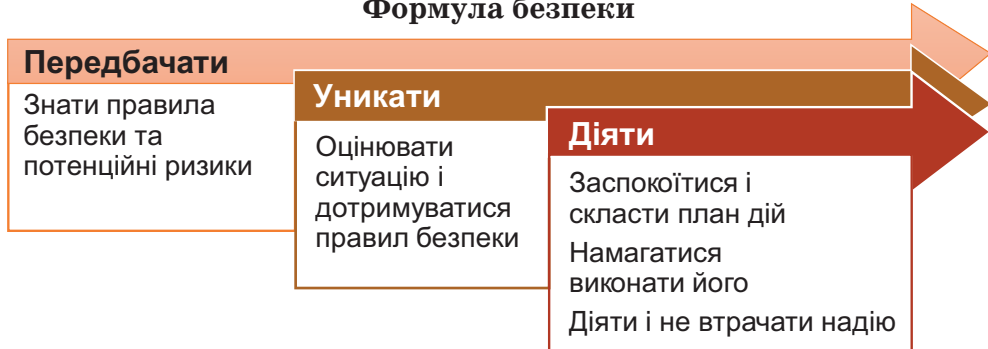 Формула безпеки
Передбачати
Знати правила
безпеки та
потенційні ризики
Уникати
Оцінювати
ситуацію і
дотримуватися
правил безпеки
Діяти
Заспокоїтися і
скласти план дій
Намагатися
виконати його
Діяти і не втрачати надію